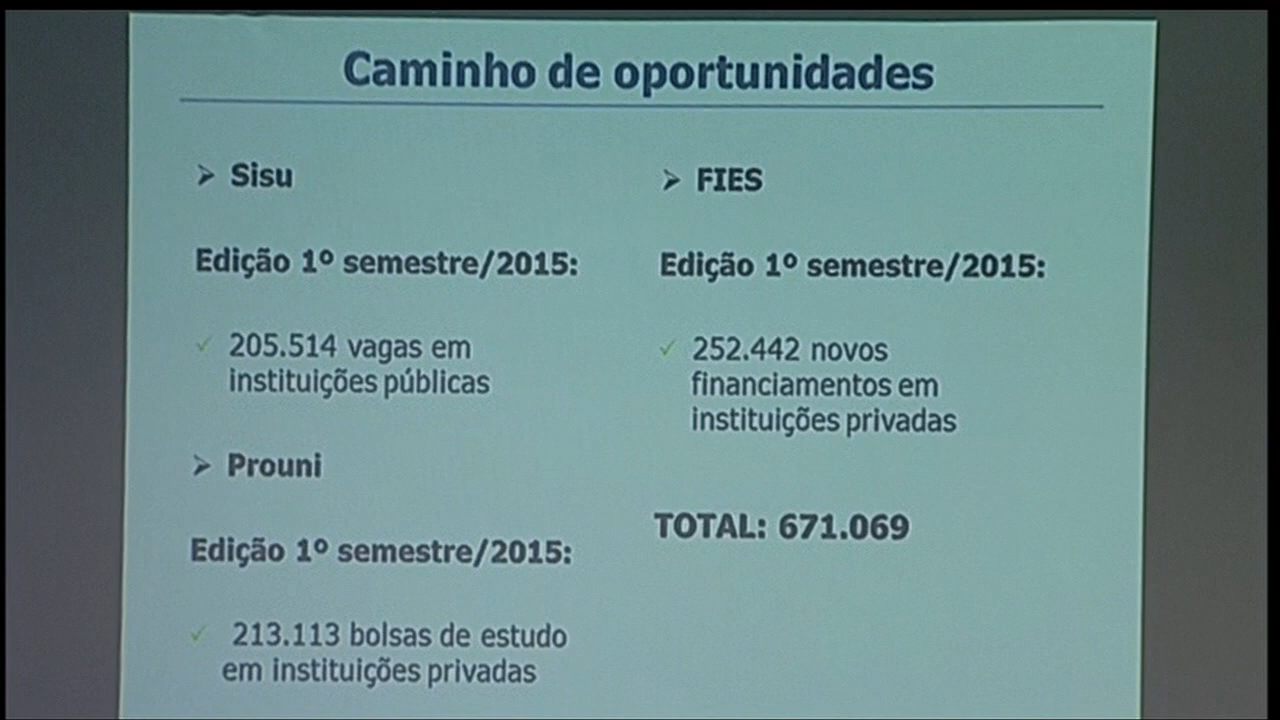 Caminho de oportunidades
➢ Sisu
Edição 1º semestre/2015:
✓ 205.514 vagas em
instituições públicas
➢ Prouni
Edição 1º semestre/2015:
✓ 213.113 bolsas de estudo
em instituições privadas
➢ FIES
Edição 1º semestre/2015:
✓ 252.442 novos
financiamentos em
instituições privadas
TOTAL: 671.069